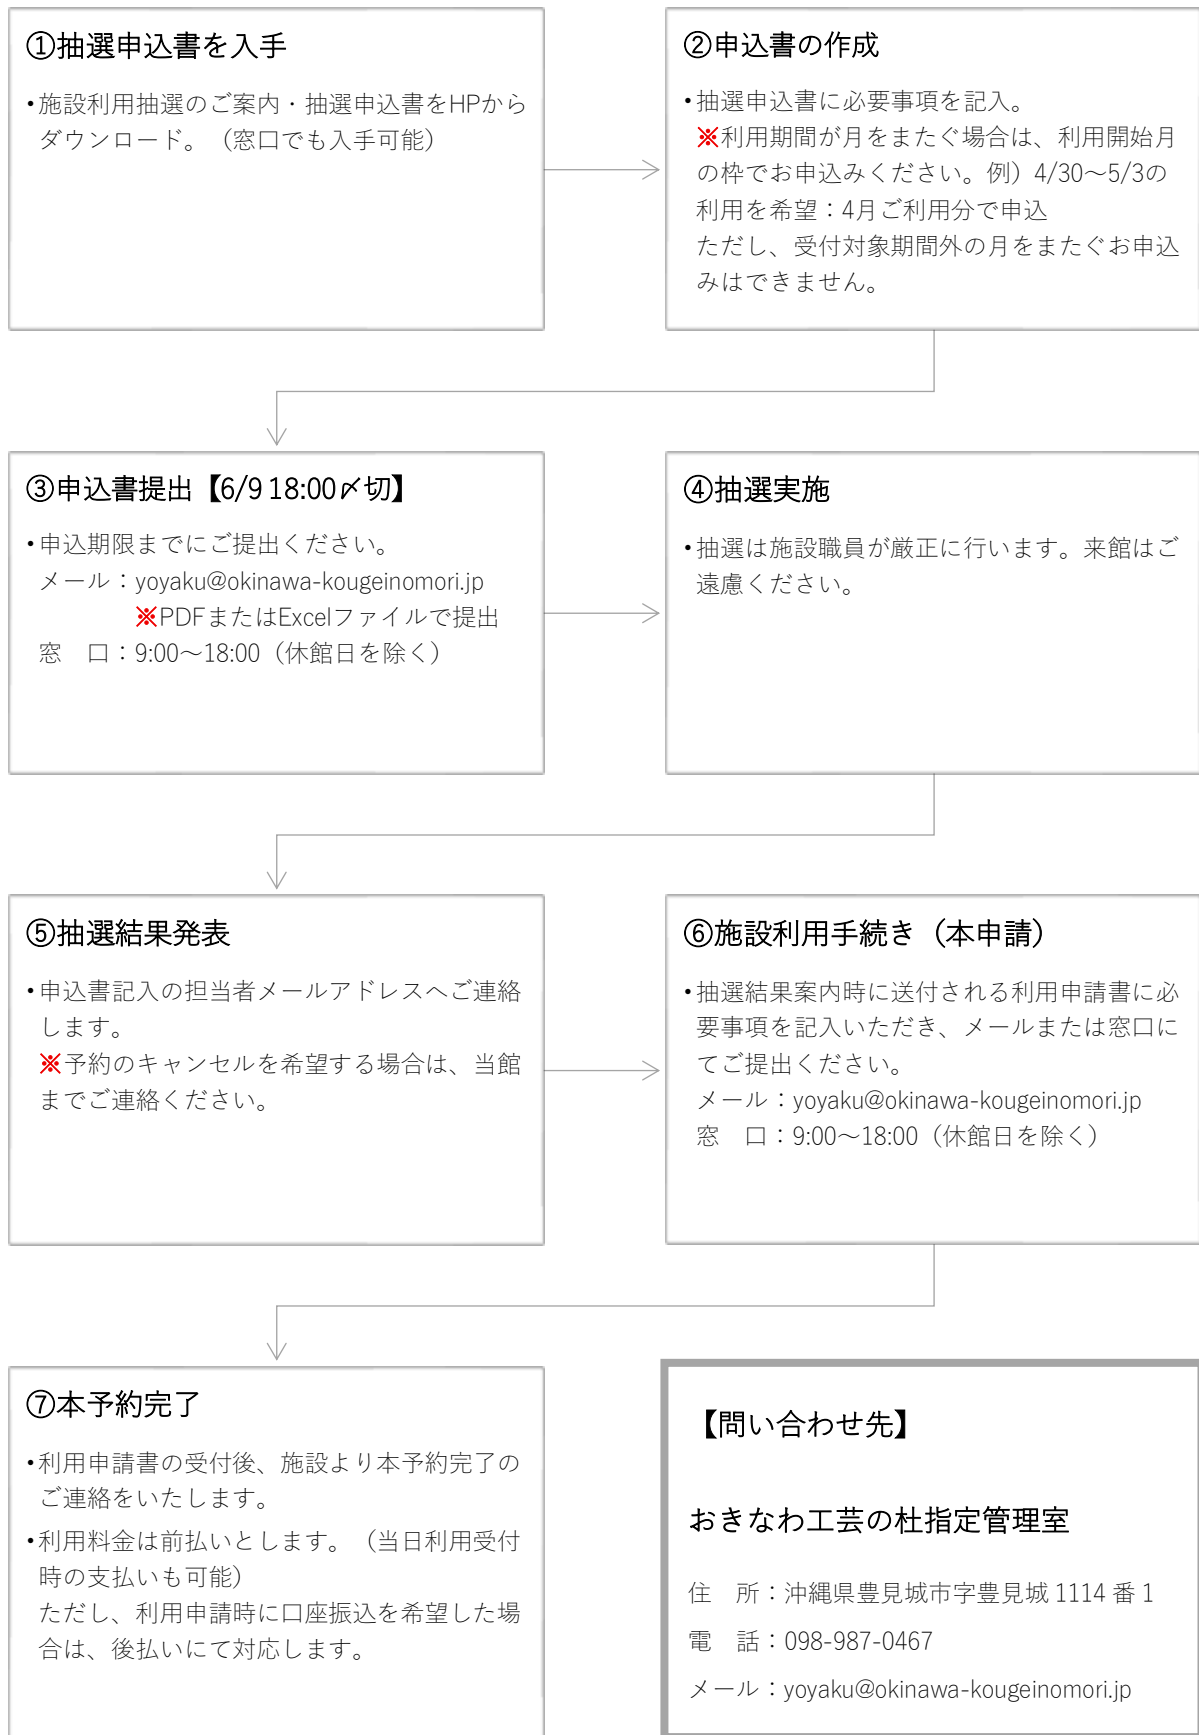 ①抽選申込書を入手
•施設利用抽選のご案内・抽選申込書をHPから
ダウンロード。（窓口でも入手可能）
②申込書の作成
•抽選申込書に必要事項を記入。
※利用期間が月をまたぐ場合は、利用開始月
の枠でお申込みください。例）4/30～5/3の
利用を希望：4月ご利用分で申込
ただし、受付対象期間外の月をまたぐお申込
みはできません。
③申込書提出【6/9 18:00〆切】
•申込期限までにご提出ください。
メール：yoyaku@okinawa-kougeinomori.jp
※PDFまたはExcelファイルで提出
窓　口：9:00～18:00（休館日を除く）
④抽選実施
•抽選は施設職員が厳正に行います。来館はご
遠慮ください。
⑤抽選結果発表
•申込書記入の担当者メールアドレスへご連絡
します。
※予約のキャンセルを希望する場合は、当館
までご連絡ください。
⑥施設利用手続き（本申請）
•抽選結果案内時に送付される利用申請書に必
要事項を記入いただき、メールまたは窓口に
てご提出ください。
メール：yoyaku@okinawa-kougeinomori.jp
窓　口：9:00～18:00（休館日を除く）
⑦本予約完了
•利用申請書の受付後、施設より本予約完了の
ご連絡をいたします。
•利用料金は前払いとします。（当日利用受付
時の支払いも可能）
ただし、利用申請時に口座振込を希望した場
合は、後払いにて対応します。
【問い合わせ先】
おきなわ工芸の杜指定管理室
住　所：沖縄県豊見城市字豊見城 1114 番 1
電　話：098-987-0467
メール：yoyaku@okinawa-kougeinomori.jp